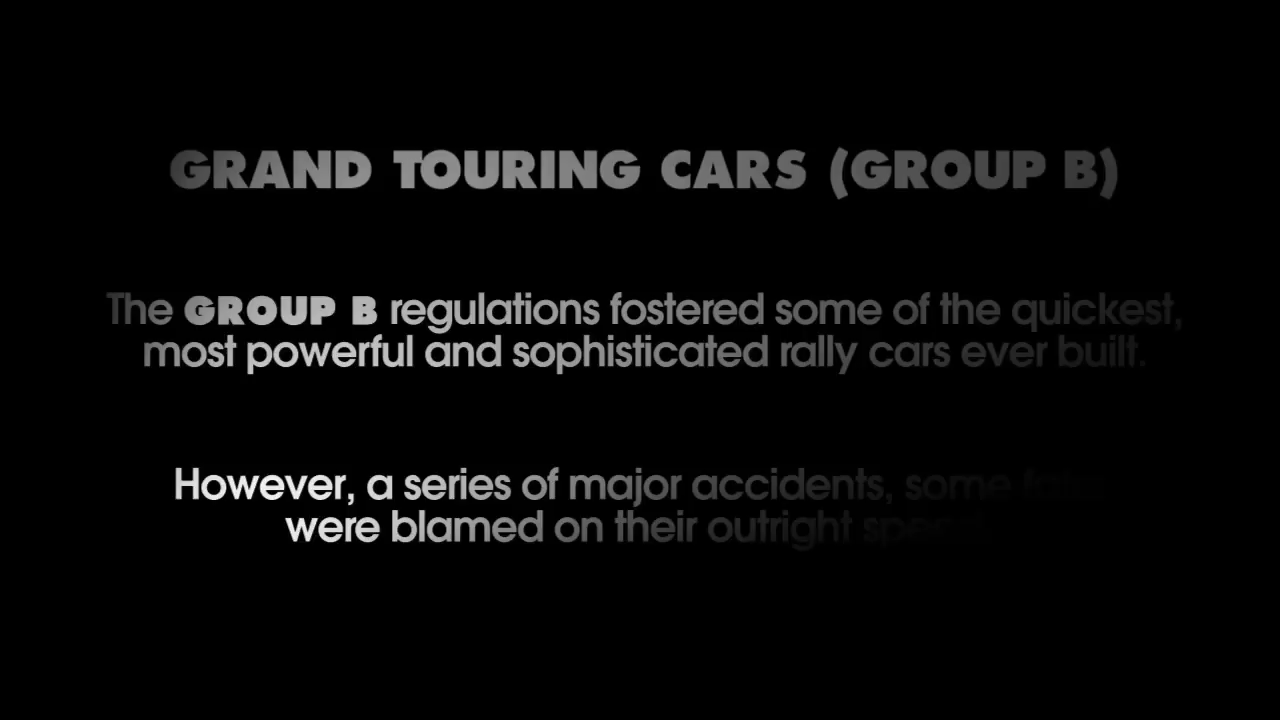 GRAND TOURING CARS (GROUP B)
The GROUP B regulations fostered some of the quickest,
most powerful and sophisticated rally cars ever built.
However, a series of major accidents, some
were blamed on their outright speed.